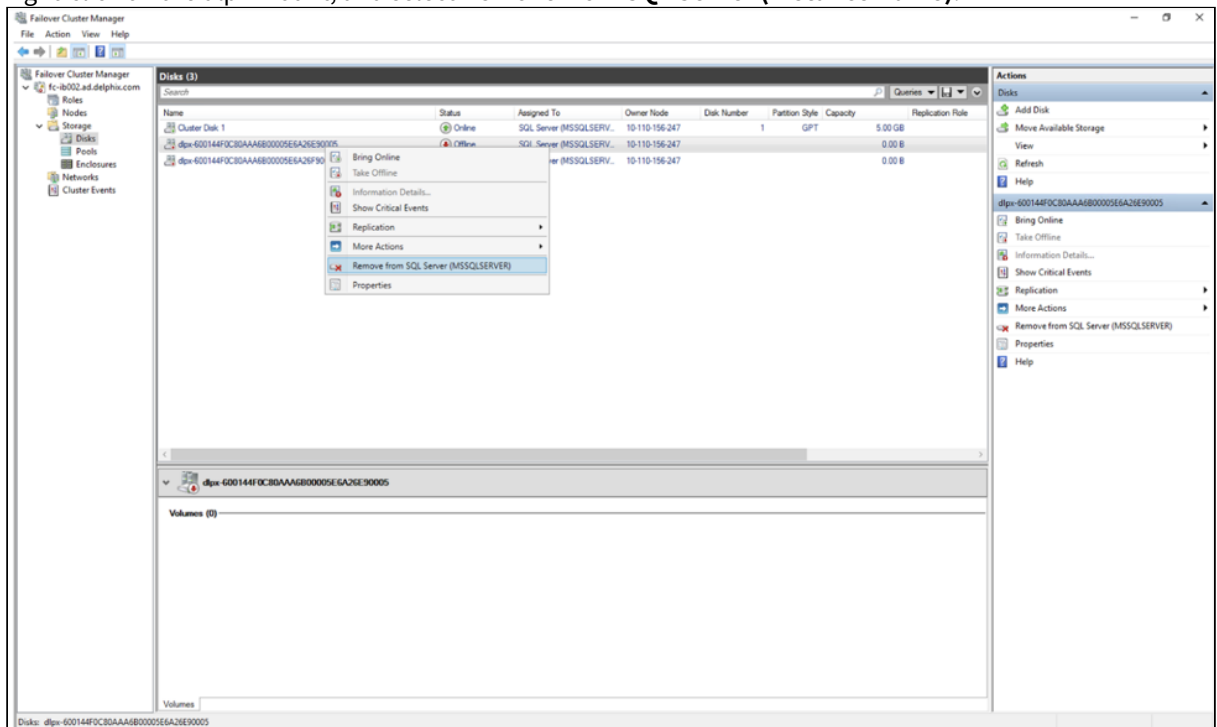 Failover Cluster Manager
File Action View Help
Failover Cluster Manager
fc-ib002.ad.delphix.com
Roles
Nodes
Storage
Disks
Pools
Enclosures
Networks
Cluster Events
Disks (3)
Search
Queries
Name Status Assigned To Owner Node Disk Number Partition Style Capacity Replication Role
Cluster Disk 1 Online SQL Server (MSSQLSERV... 10-110-156-247 1 GPT 5.00 GB
dlpx-600144F0C80AAA6B00005E6A26E90005 Offline SQL Server (MSSQLSERV... 10-110-156-247 0.00 B
dlpx-600144F0C80AAA6B00005E6A26F90 ver (MSSQLSERV... 10-110-156-247 0.00 B
Bring Online
Take Offline
Information Details...
Show Critical Events
Replication
More Actions
Remove from SQL Server (MSSQLSERVER)
Properties
dlpx-600144F0C80AAA6B00005E6A26E90005
Volumes (0)
Volumes
Actions
Disks
Add Disk
Move Available Storage
View
Refresh
Help
dlpx-600144F0C80AAA6B00005E6A26E90005
Bring Online
Take Offline
Information Details...
Show Critical Events
Replication
More Actions
Remove from SQL Server (MSSQLSERVER)
Properties
Help
Disks: dlpx-600144F0C80AAA6B00005E6A26E90005